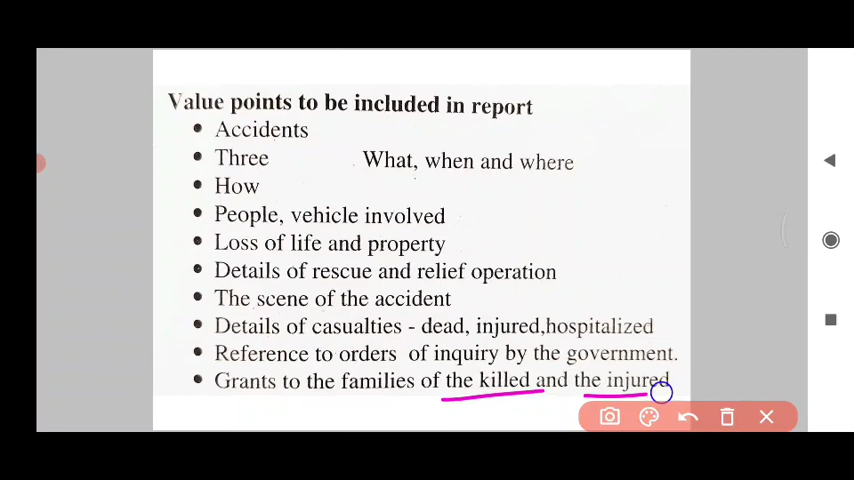 Value points to be included in report
• Accidents
• Three What, when and where
• How
• People, vehicle involved
• Loss of life and property
• Details of rescue and relief operation
• The scene of the accident
• Details of casualties - dead, injured,hospitalized
• Reference to orders of inquiry by the government.
• Grants to the families of the killed and the injured